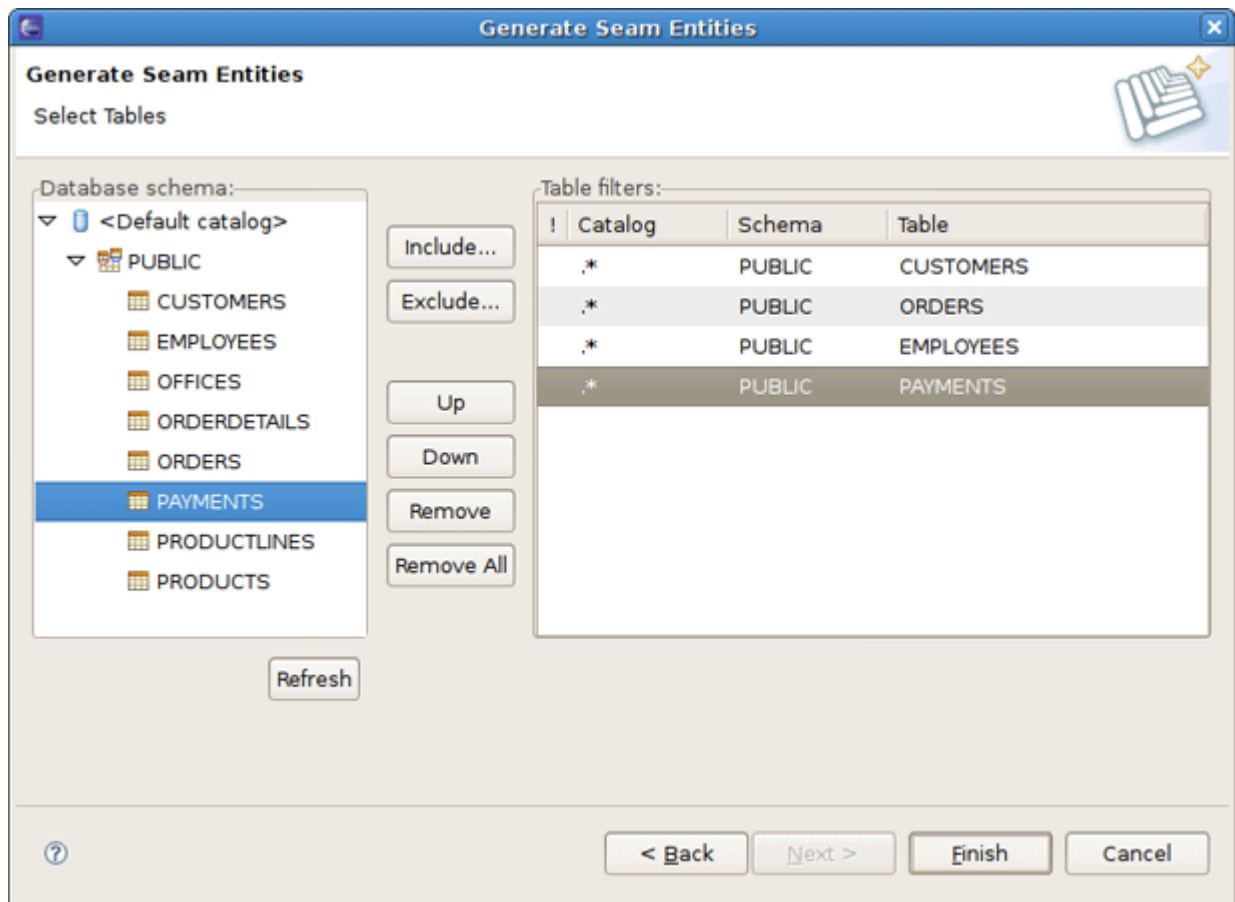 Generate Seam Entities
Generate Seam Entities
Select Tables
Database schema:
<Default catalog>
PUBLIC
CUSTOMERS
EMPLOYEES
OFFICES
ORDERDETAILS
ORDERS
PAYMENTS
PRODUCTLINES
PRODUCTS
Refresh
Include...
Exclude...
Up
Down
Remove
Remove All
Table filters:
! Catalog Schema Table
.* PUBLIC CUSTOMERS
.* PUBLIC ORDERS
.* PUBLIC EMPLOYEES
.* PUBLIC PAYMENTS
? < Back Next > Finish Cancel